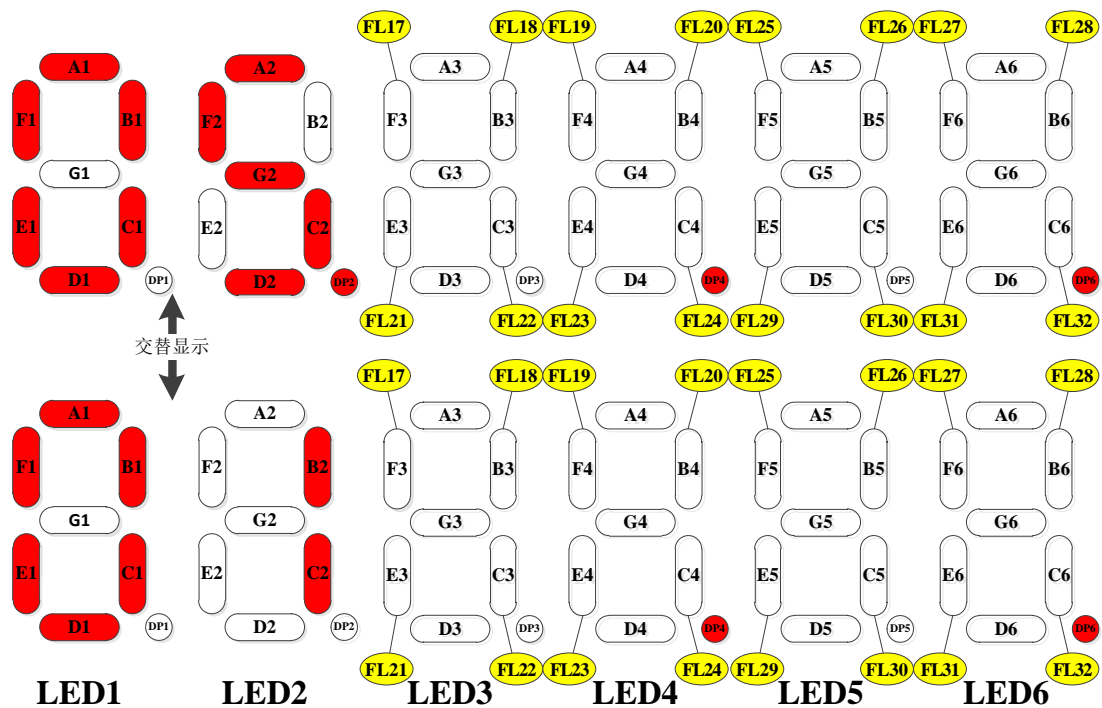 FL17 FL18 FL19 FL20 FL25 FL26 FL27 FL28
A1 A2 A3 A4 A5 A6
F1 B1 F2 B2 F3 B3 F4 B4 F5 B5 F6 B6
G1 G2 G3 G4 G5 G6
E1 C1 E2 C2 E3 C3 E4 C4 E5 C5 E6 C6
D1 DP1 D2 DP2 D3 DP3 D4 DP4 D5 DP5 D6 DP6
FL21 FL22 FL23 FL24 FL29 FL30 FL31 FL32
交替显示
FL17 FL18 FL19 FL20 FL25 FL26 FL27 FL28
A1 A2 A3 A4 A5 A6
F1 B1 F2 B2 F3 B3 F4 B4 F5 B5 F6 B6
G1 G2 G3 G4 G5 G6
E1 C1 E2 C2 E3 C3 E4 C4 E5 C5 E6 C6
D1 DP1 D2 DP2 D3 DP3 D4 DP4 D5 DP5 D6 DP6
FL21 FL22 FL23 FL24 FL29 FL30 FL31 FL32
LED1 LED2 LED3 LED4 LED5 LED6